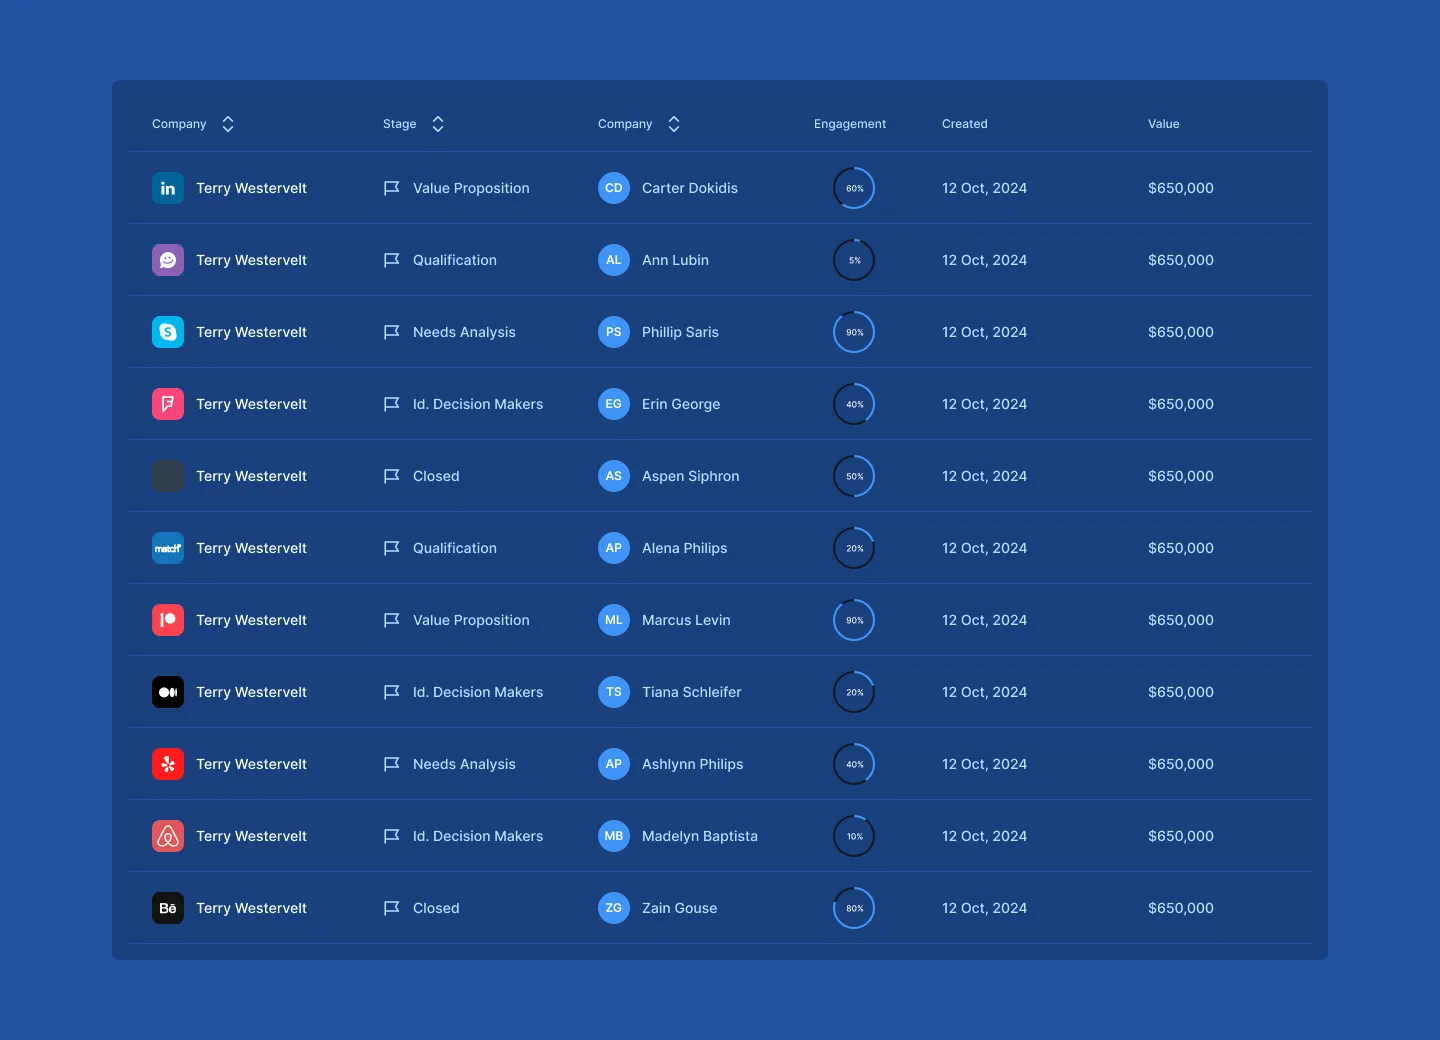 Company Stage Company Engagement Created Value
in Terry Westervelt Value Proposition CD Carter Dokidis 60% 12 Oct, 2024 $650,000
Terry Westervelt Qualification AL Ann Lubin 5% 12 Oct, 2024 $650,000
S Terry Westervelt Needs Analysis PS Phillip Saris 90% 12 Oct, 2024 $650,000
Terry Westervelt Id. Decision Makers EG Erin George 40% 12 Oct, 2024 $650,000
Terry Westervelt Closed AS Aspen Siphron 50% 12 Oct, 2024 $650,000
match Terry Westervelt Qualification AP Alena Philips 20% 12 Oct, 2024 $650,000
Terry Westervelt Value Proposition ML Marcus Levin 90% 12 Oct, 2024 $650,000
Terry Westervelt Id. Decision Makers TS Tiana Schleifer 20% 12 Oct, 2024 $650,000
Terry Westervelt Needs Analysis AP Ashlynn Philips 40% 12 Oct, 2024 $650,000
Terry Westervelt Id. Decision Makers MB Madelyn Baptista 10% 12 Oct, 2024 $650,000
Bē Terry Westervelt Closed ZG Zain Gouse 80% 12 Oct, 2024 $650,000